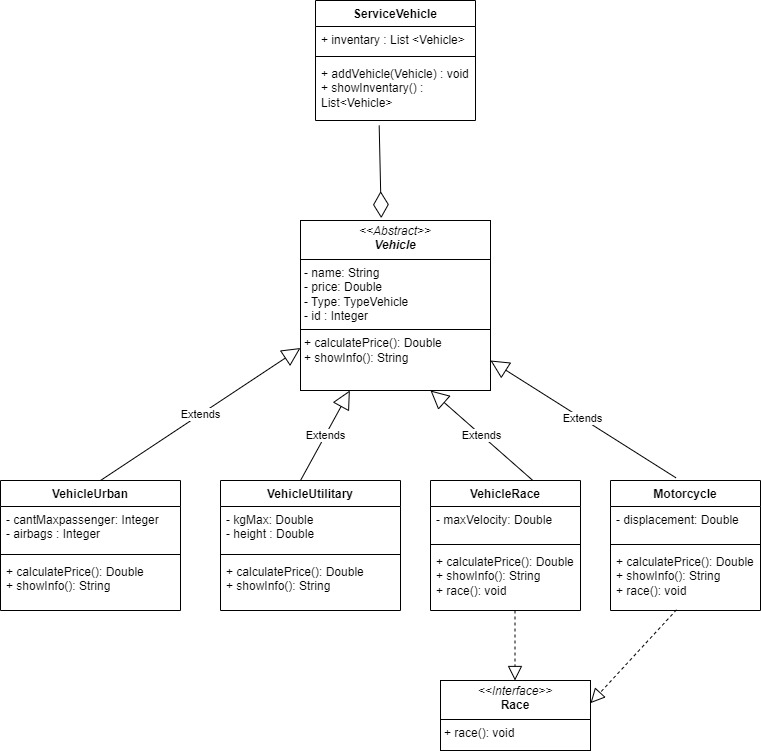 ServiceVehicle
+ inventory : List <Vehicle>
+ addVehicle(Vehicle) : void
+ showInventory() :
List<Vehicle>
<<Abstract>>
Vehicle
- name: String
- price: Double
- Type: TypeVehicle
- id : Integer
+ calculatePrice(): Double
+ showInfo(): String
Extends
Extends
Extends
Extends
VehicleUrban
- cantMaxpassenger: Integer
- airbags : Integer
+ calculatePrice(): Double
+ showInfo(): String
VehicleUtilitary
- kgMax: Double
- height : Double
+ calculatePrice(): Double
+ showInfo(): String
VehicleRace
- maxVelocity: Double
+ calculatePrice(): Double
+ showInfo(): String
+ race(): void
Motorcycle
- displacement: Double
+ calculatePrice(): Double
+ showInfo(): String
+ race(): void
<<Interface>>
Race
+ race(): void